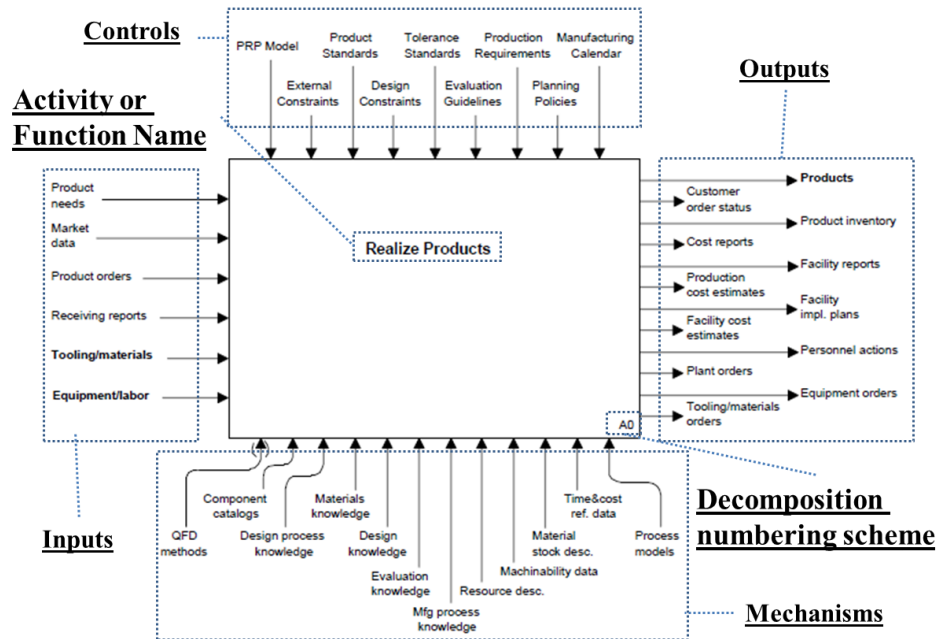 Controls
PRP Model
Product
Standards
Tolerance
Standards
Production
Requirements
Manufacturing
Calendar
External
Constraints
Design
Constraints
Evaluation
Guidelines
Planning
Policies
Outputs
Activity or
Function Name
Product
needs
Market
data
Product orders
Receiving reports
Tooling/materials
Equipment/labor
Inputs
Realize Products
A0
Products
Customer
order status
Product inventory
Cost reports
Facility reports
Production
cost estimates
Facility
impl. plans
Facility cost
estimates
Personnel actions
Plant orders
Equipment orders
Tooling/materials
orders
Decomposition
numbering scheme
QFD
methods
Component
catalogs
Design process
knowledge
Materials
knowledge
Design
knowledge
Evaluation
knowledge
Mfg process
knowledge
Resource desc.
Machinability data
Material
stock desc.
Time&cost
ref. data
Process
models
Mechanisms